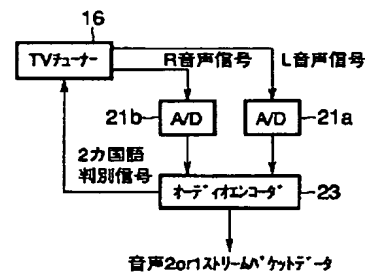 16
TVチューナー
R音声信号
L音声信号
21b
A/D
A/D
21a
2カ国語
判別信号
オーディオエンコーダ
23
音声2or1ストリームパケットデータ